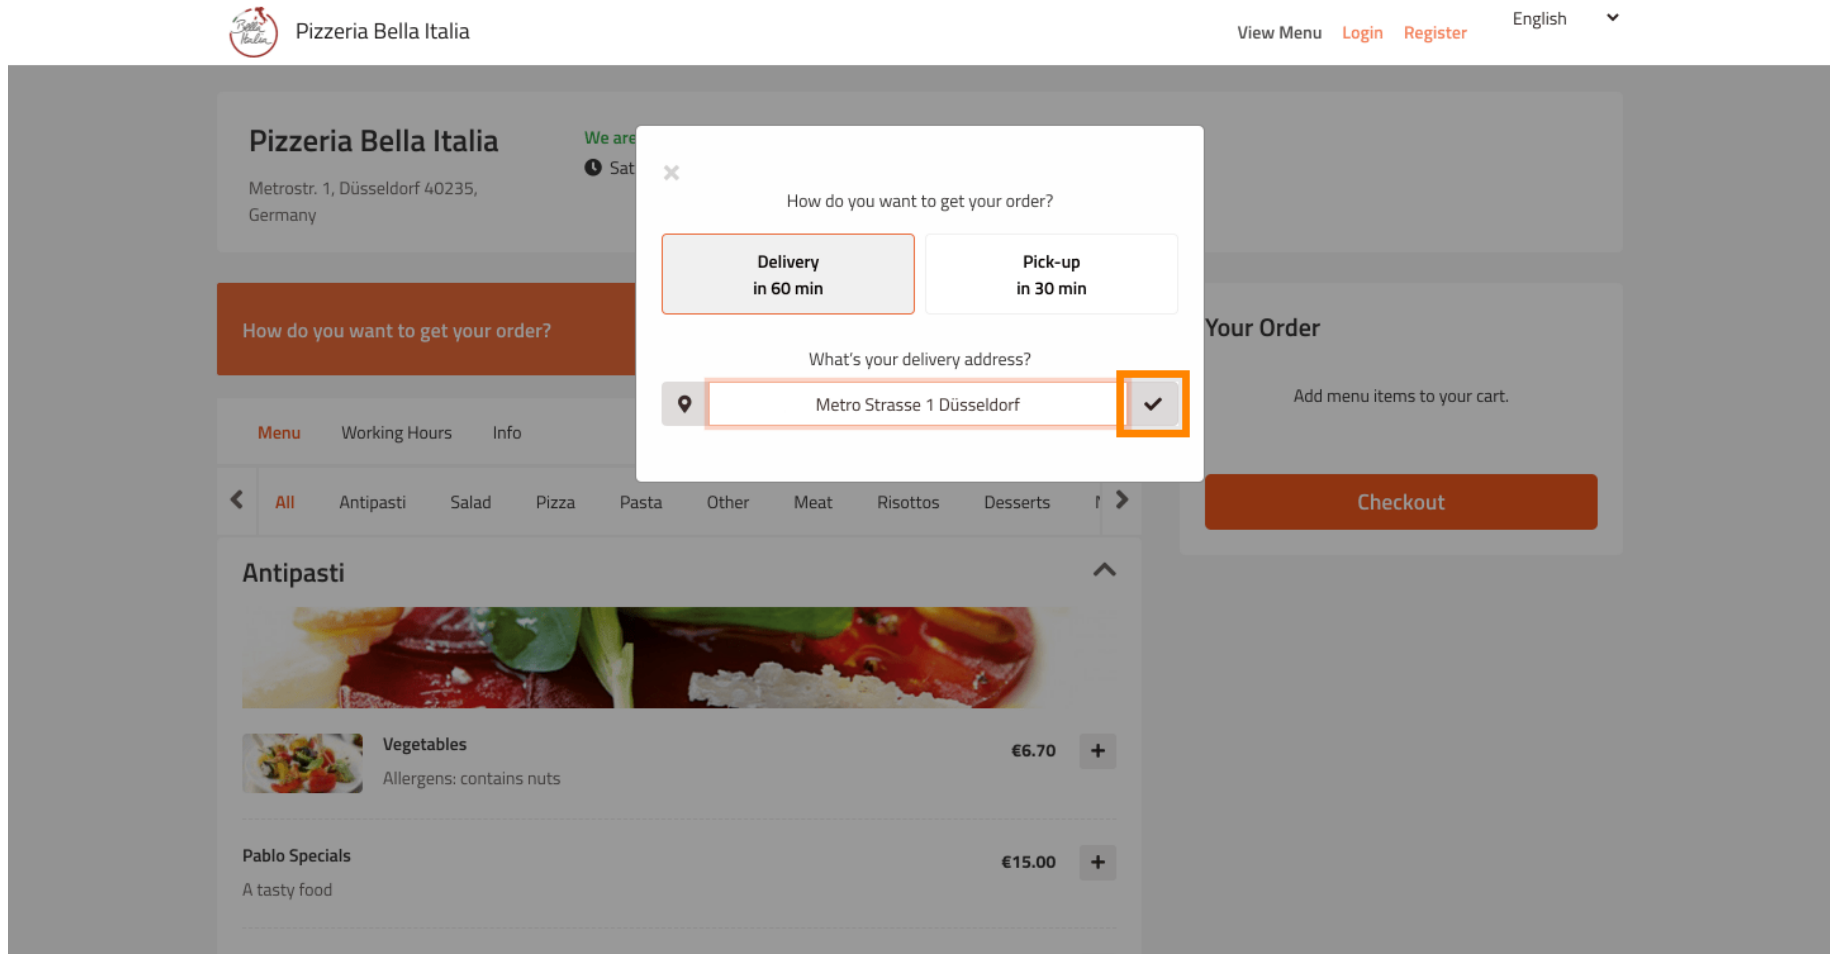 Bella
Italia
Pizzeria Bella Italia
View Menu
Login
Register
English
Pizzeria Bella Italia
Metrostr. 1, Düsseldorf 40235,
Germany
We are
Sat
How do you want to get your order?
Delivery
in 60 min
Pick-up
in 30 min
What's your delivery address?
Metro Strasse 1 Düsseldorf
How do you want to get your order?
Your Order
Add menu items to your cart.
Checkout
Menu
Working Hours
Info
All
Antipasti
Salad
Pizza
Pasta
Other
Meat
Risottos
Desserts
Antipasti
Vegetables
€6.70
Allergens: contains nuts
Pablo Specials
€15.00
A tasty food